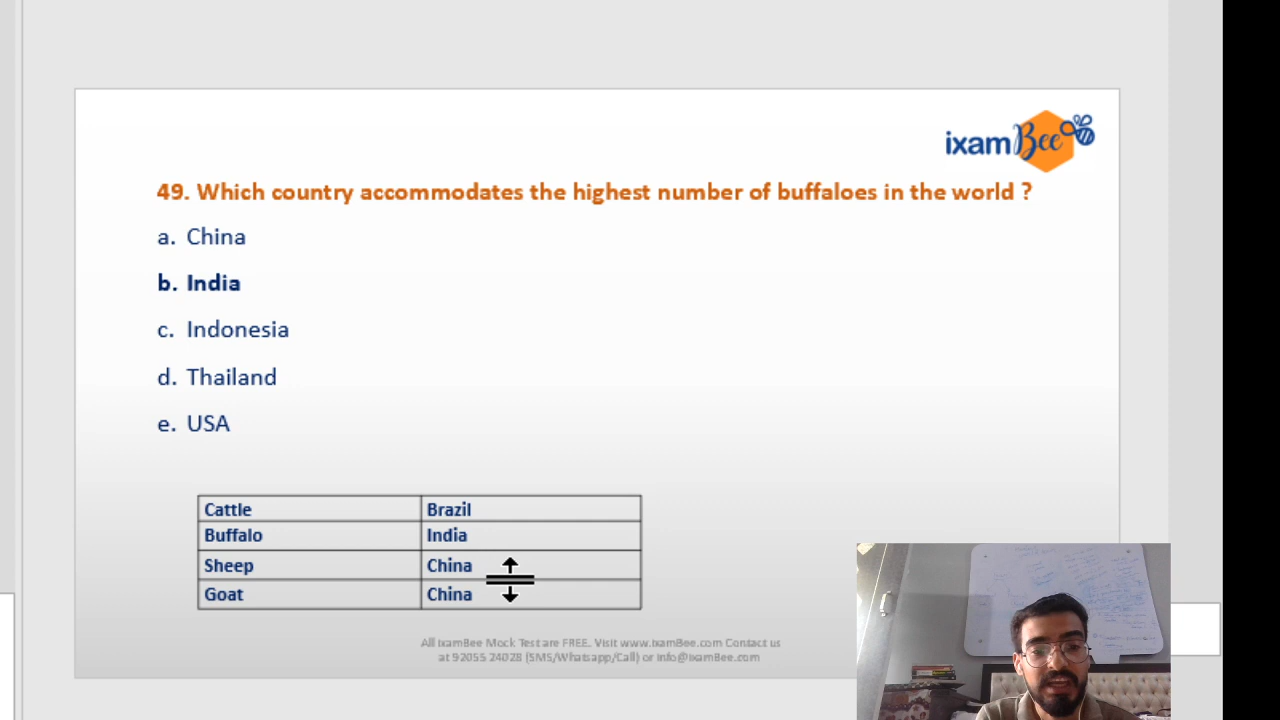 ixamBee
49. Which country accommodates the highest number of buffaloes in the world ?
a. China
b. India
c. Indonesia
d. Thailand
e. USA
Cattle Brazil
Buffalo India
Sheep China
Goat China
All ixamBee Mock Test are FREE. Visit www.ixamBee.com Contact us
at 92055 24028 (SMS/Whatsapp/Call) or info@ixamBee.com